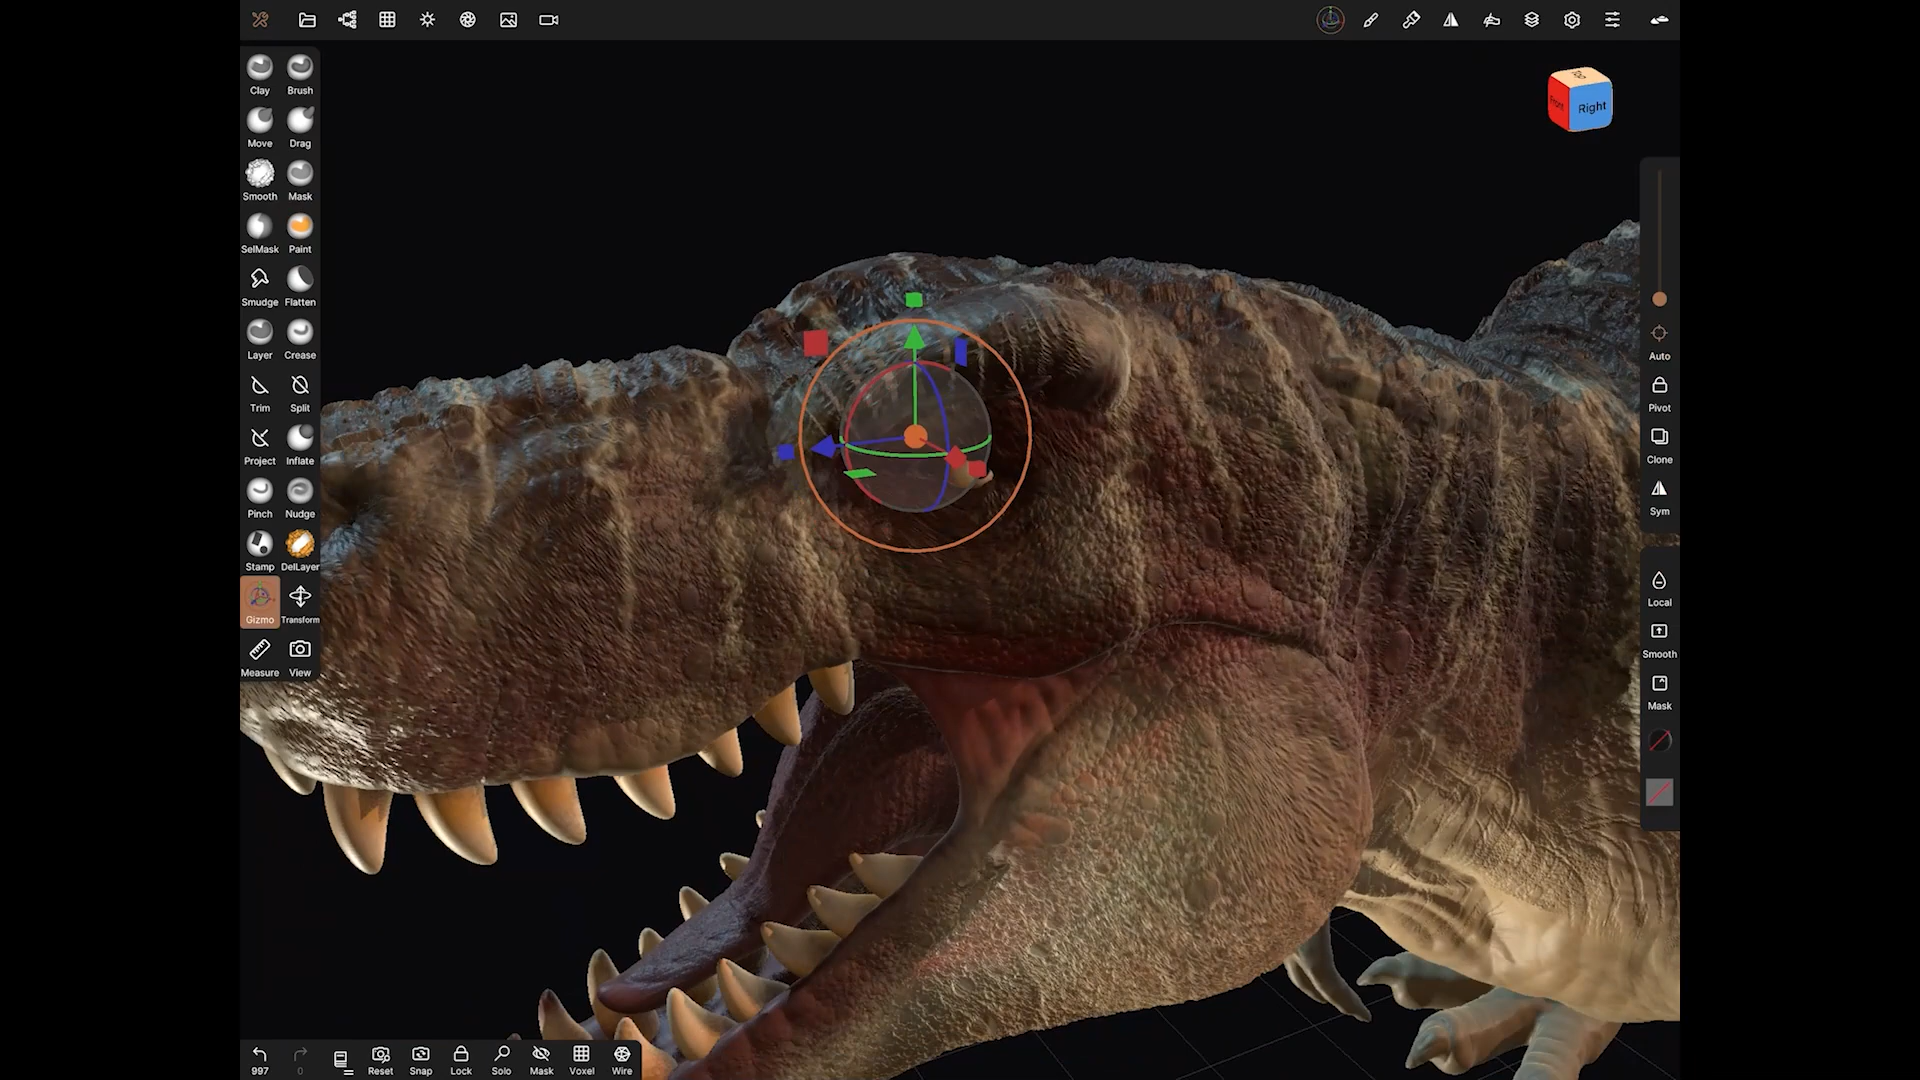 Clay Brush
Move Drag
Smooth Mask
SelMask Paint
Smudge Flatten
Layer Crease
Trim Split
Project Inflate
Pinch Nudge
Stamp DelLayer
Gizmo Transform
Measure View
Top
Front Right
Auto
Pivot
Clone
Sym
Local
Smooth
Mask
997 0 Reset Snap Lock Solo Mask Voxel Wire